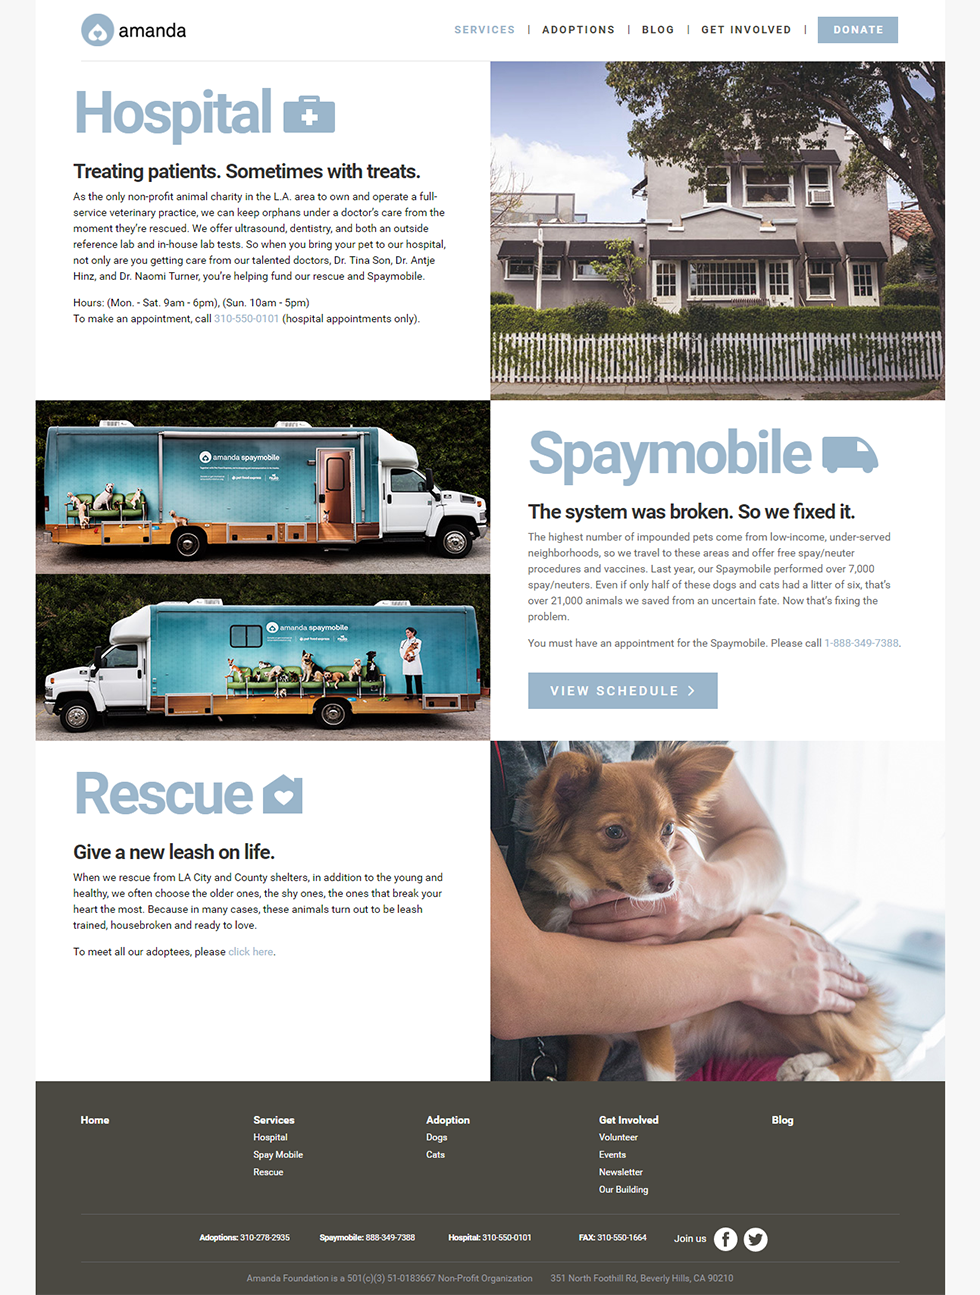 amanda
SERVICES | ADOPTIONS | BLOG | GET INVOLVED | DONATE
Hospital
Treating patients. Sometimes with treats.
As the only non-profit animal charity in the L.A. area to own and operate a full-
service veterinary practice, we can keep orphans under a doctor's care from the
moment they're rescued. We offer ultrasound, dentistry, and both an outside
reference lab and in-house lab tests. So when you bring your pet to our hospital,
not only are you getting care from our talented doctors, Dr. Tina Son, Dr. Antje
Hinz, and Dr. Naomi Turner, you're helping fund our rescue and Spaymobile.
Hours: (Mon. - Sat. 9am - 6pm), (Sun. 10am - 5pm)
To make an appointment, call 310-550-0101 (hospital appointments only).
amanda spaymobile
pet food express
amanda spaymobile
pet food express
Spaymobile
The system was broken. So we fixed it.
The highest number of impounded pets come from low-income, under-served
neighborhoods, so we travel to these areas and offer free spay/neuter
procedures and vaccines. Last year, our Spaymobile performed over 7,000
spay/neuters. Even if only half of these dogs and cats had a litter of six, that's
over 21,000 animals we saved from an uncertain fate. Now that's fixing the
problem.
You must have an appointment for the Spaymobile. Please call 1-888-349-7388.
VIEW SCHEDULE
Rescue
Give a new leash on life.
When we rescue from LA City and County shelters, in addition to the young and
healthy, we often choose the older ones, the shy ones, the ones that break your
heart the most. Because in many cases, these animals turn out to be leash
trained, housebroken and ready to love.
To meet all our adoptees, please click here.
Home
Services
Hospital
Spay Mobile
Rescue
Adoption
Dogs
Cats
Get Involved
Volunteer
Events
Newsletter
Our Building
Blog
Adoptions: 310-278-2935 Spaymobile: 888-349-7388 Hospital: 310-550-0101 FAX: 310-550-1664 Join us
Amanda Foundation is a 501(c)(3) 51-0183667 Non-Profit Organization 351 North Foothill Rd, Beverly Hills, CA 90210